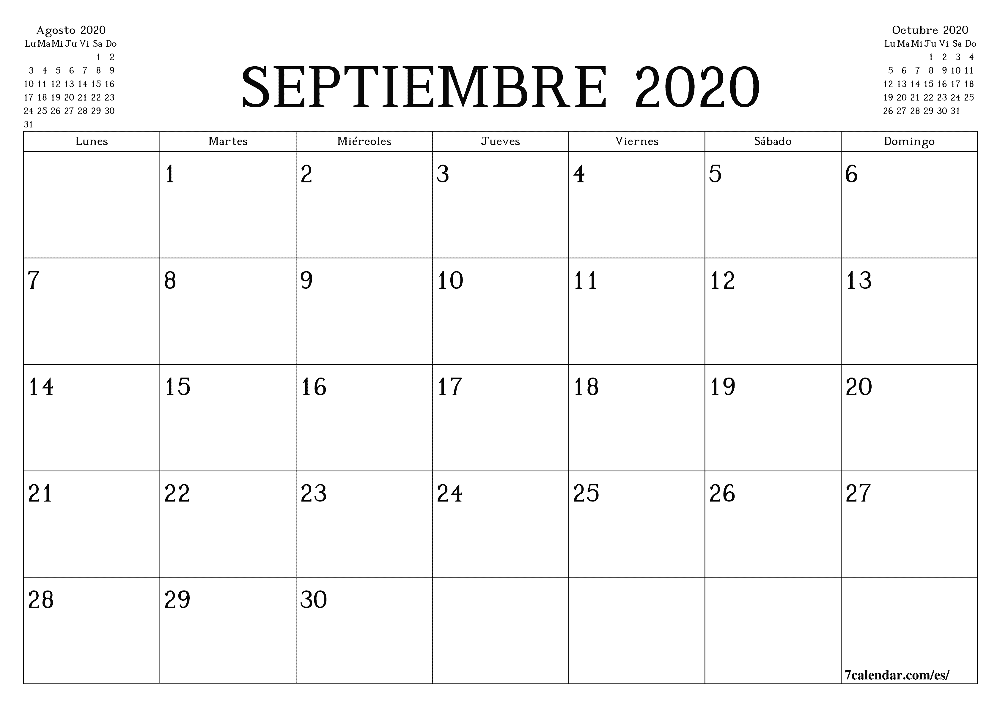 Agosto 2020
Lu Ma Mi Ju Vi Sa Do
1 2
3 4 5 6 7 8 9
10 11 12 13 14 15 16
17 18 19 20 21 22 23
24 25 26 27 28 29 30
31
SEPTIEMBRE 2020
Octubre 2020
Lu Ma Mi Ju Vi Sa Do
1 2 3 4
5 6 7 8 9 10 11
12 13 14 15 16 17 18
19 20 21 22 23 24 25
26 27 28 29 30 31
Lunes Martes Miércoles Jueves Viernes Sábado Domingo
1 2 3 4 5 6
7 8 9 10 11 12 13
14 15 16 17 18 19 20
21 22 23 24 25 26 27
28 29 30
7calendar.com/es/